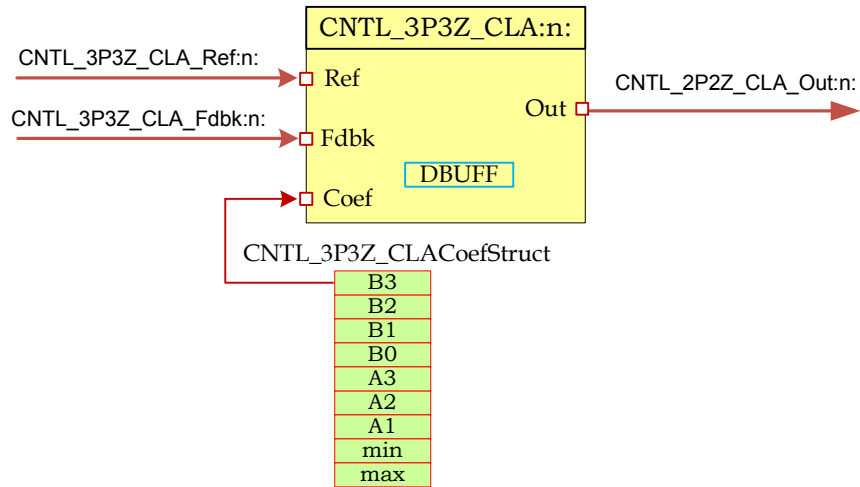 CNTL_3P3Z_CLA:n:
CNTL_3P3Z_CLA_Ref:n:
Ref
CNTL_2P2Z_CLA_Out:n:
Out
CNTL_3P3Z_CLA_Fdbk:n:
Fdbk
DBUFF
Coef
CNTL_3P3Z_CLACoefStruct
B3
B2
B1
B0
A3
A2
A1
min
max